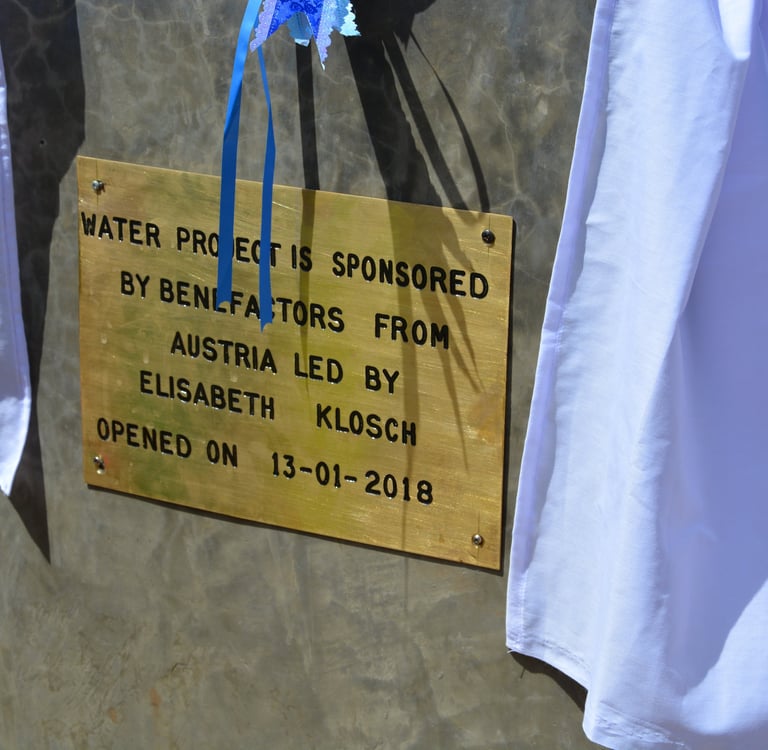 WATER PROJECT IS SPONSORED
BY BENEFACTORS FROM
AUSTRIA LED BY
ELISABETH KLOSCH
OPENED ON 13-01-2018